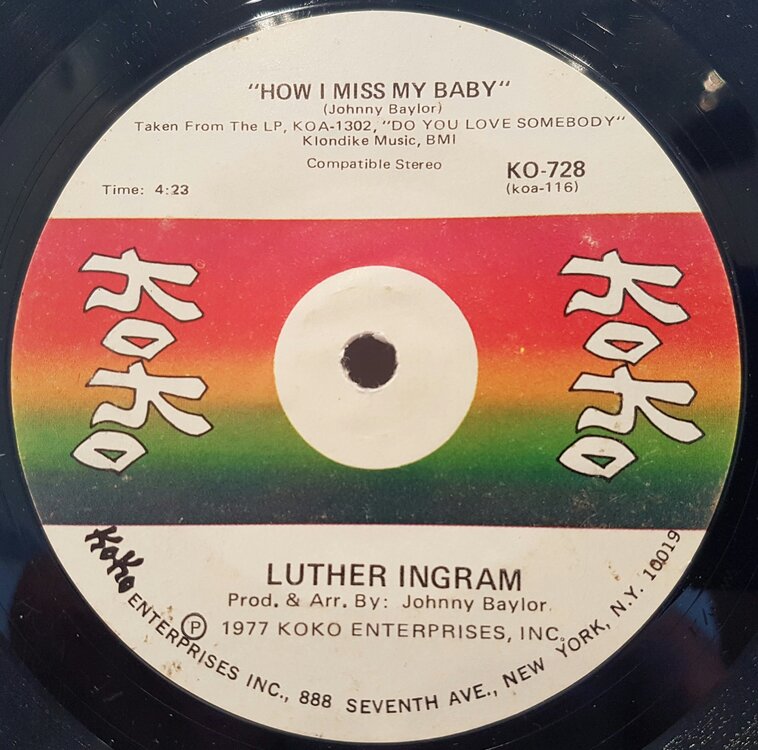 "HOW I MISS MY BABY"
(Johnny Baylor)
Taken From The LP, KOA-1302, "DO YOU LOVE SOMEBODY"
Klondike Music, BMI
Compatible Stereo
KO-728
Time: 4:23
(koa-116)
KOKO
KOKO
LUTHER INGRAM
Prod. & Arr. By: Johnny Baylor
Ⓟ 1977 KOKO ENTERPRISES, INC.
KoKo ENTERPRISES INC., 888 SEVENTH AVE., NEW YORK, N.Y. 10019